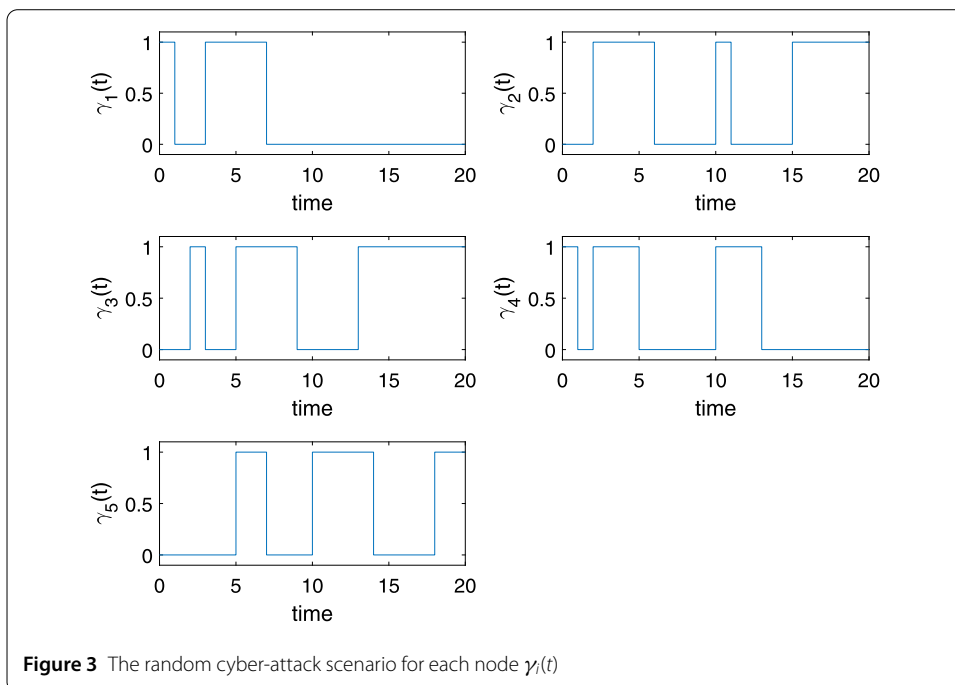 1
0.5
0
γ1(t)
0 5 10 15 20
time
1
0.5
0
γ2(t)
0 5 10 15 20
time
1
0.5
0
γ3(t)
0 5 10 15 20
time
1
0.5
0
γ4(t)
0 5 10 15 20
time
1
0.5
0
γ5(t)
0 5 10 15 20
time
Figure 3 The random cyber-attack scenario for each node γi(t)